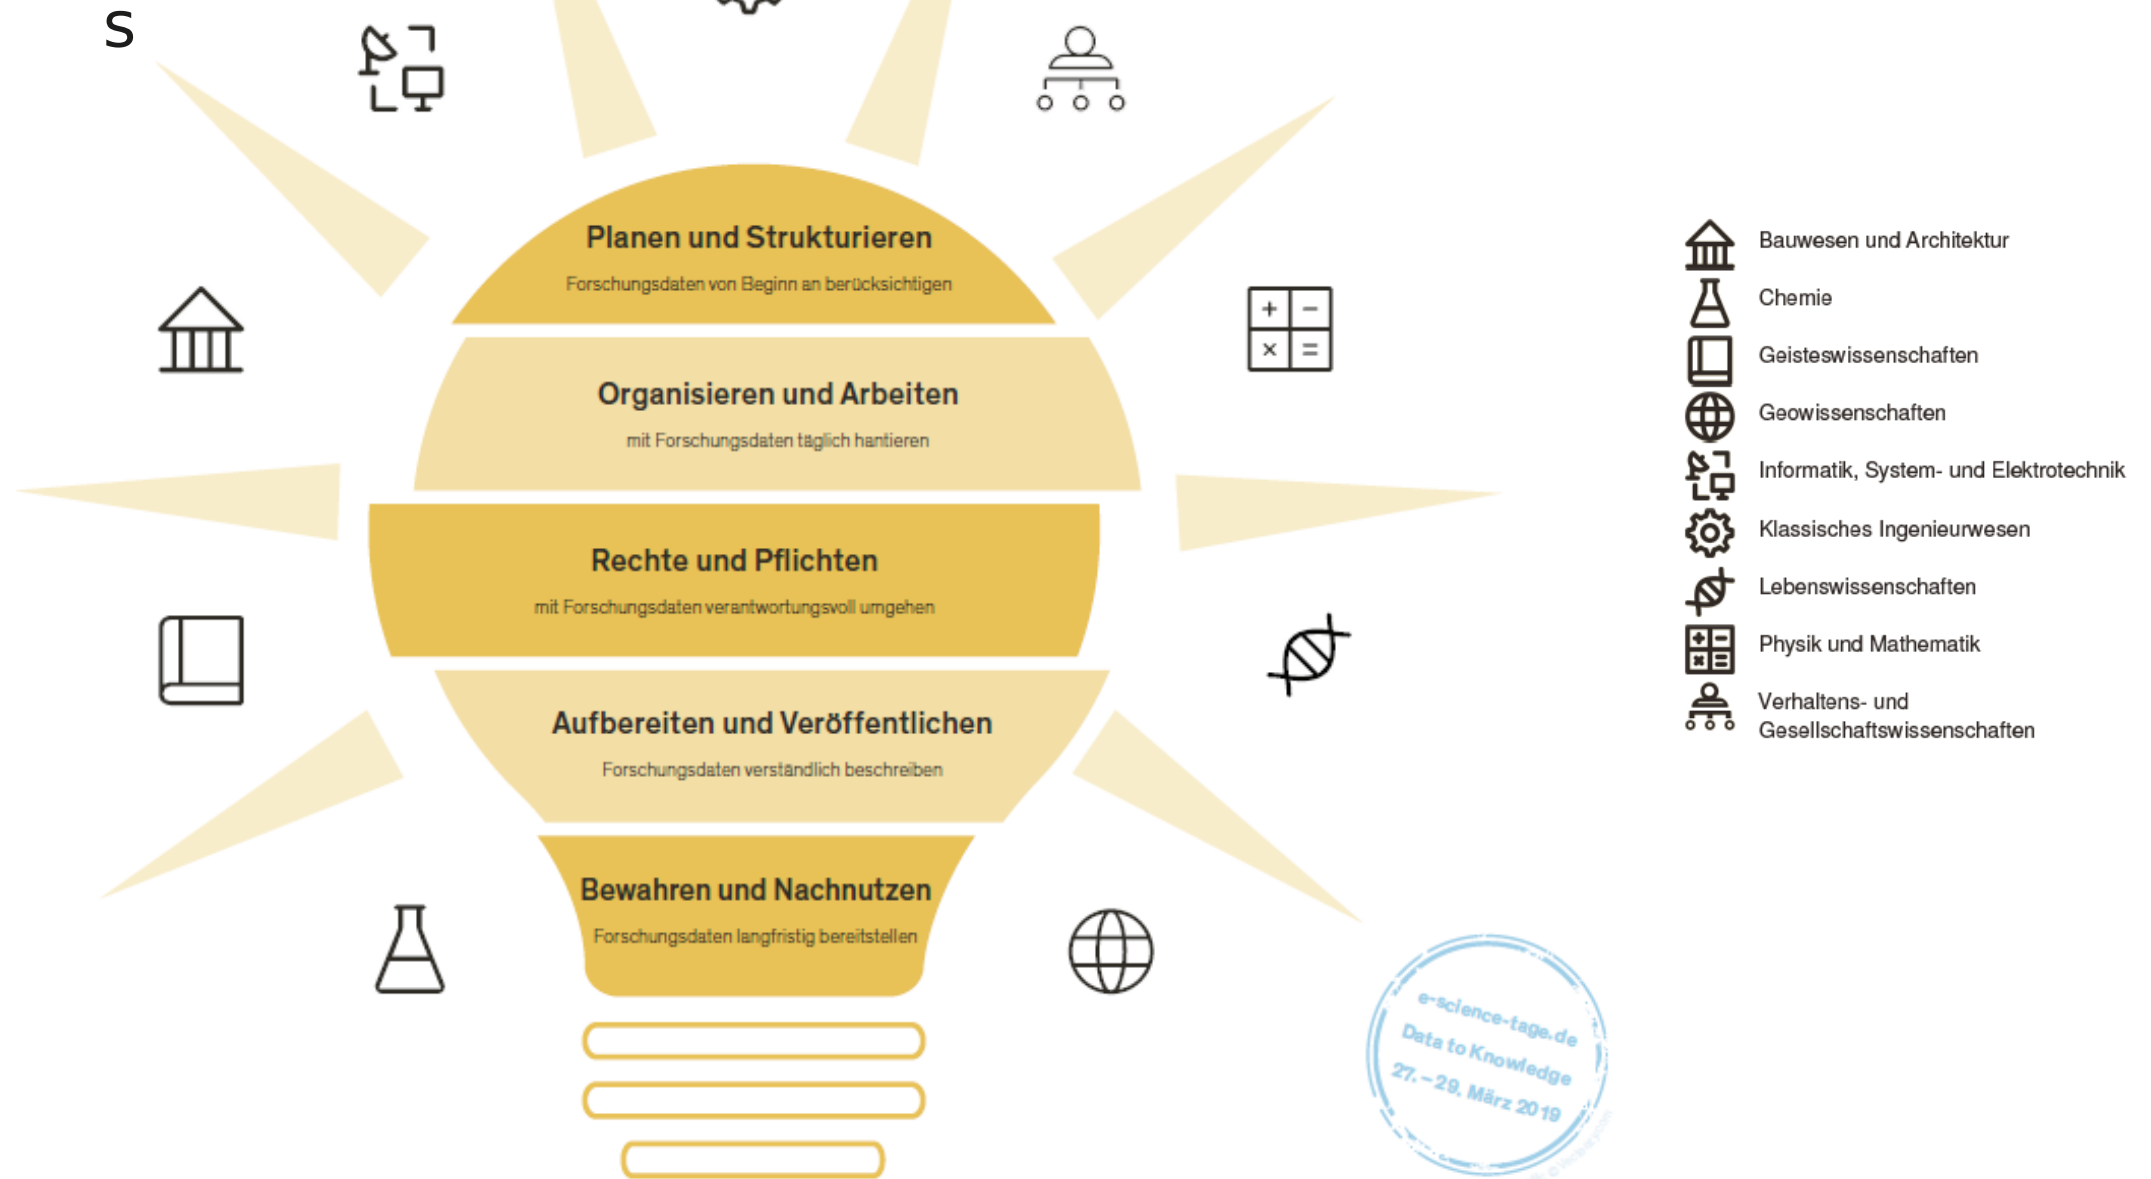 s
Planen und Strukturieren
Forschungsdaten von Beginn an berücksichtigen
Organisieren und Arbeiten
mit Forschungsdaten täglich hantieren
Rechte und Pflichten
mit Forschungsdaten verantwortungsvoll umgehen
Aufbereiten und Veröffentlichen
Forschungsdaten verständlich beschreiben
Bewahren und Nachnutzen
Forschungsdaten langfristig bereitstellen
+ −
× =
Bauwesen und Architektur
Chemie
Geisteswissenschaften
Geowissenschaften
Informatik, System- und Elektrotechnik
Klassisches Ingenieurwesen
Lebenswissenschaften
Physik und Mathematik
Verhaltens- und
Gesellschaftswissenschaften
e-science-tage.de
Data to Knowledge
27. – 29. März 2019